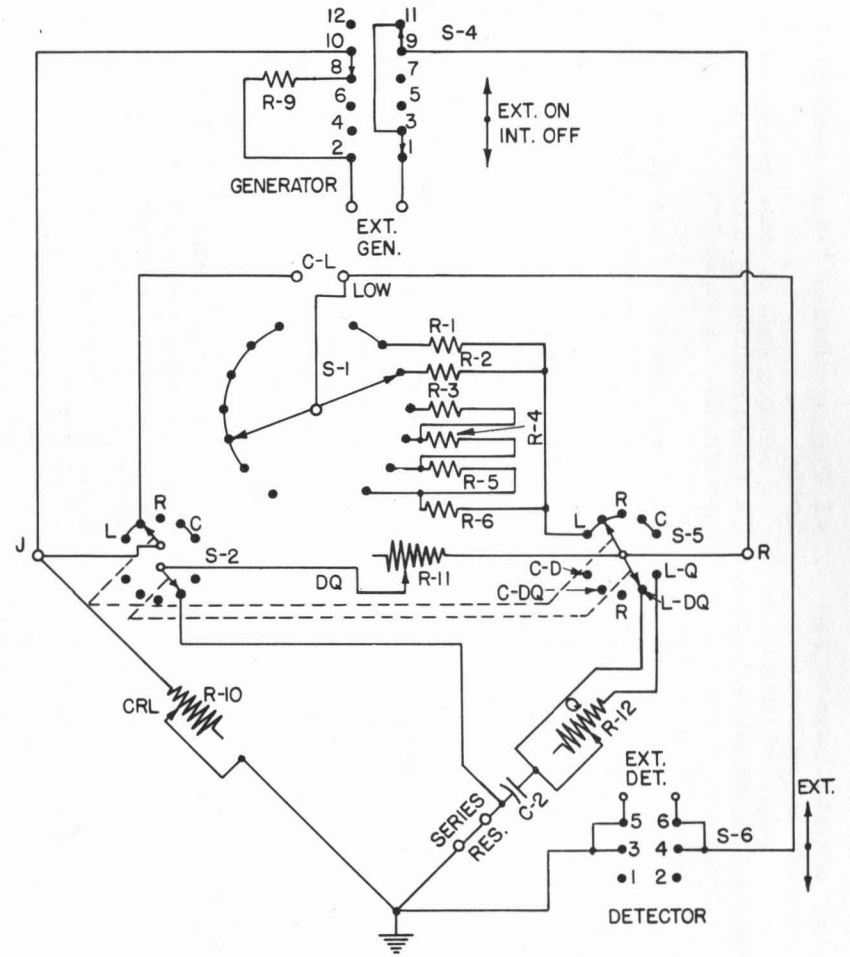 12 11
S-4
10 9
8 7
R-9
6 5
EXT. ON
4 3
INT. OFF
2 1
GENERATOR
EXT.
GEN.
C-L
LOW
R-1
S-1
R-2
R-3
R-4
R-5
R-6
L R C
L R C
S-5
J
S-2
R
DQ
R-11
C-D
L-Q
C-DQ
R
L-DQ
CRL
R-10
Q
R-12
EXT.
DET.
EXT.
SERIES
RES.
C-2
5 6
S-6
3 4
1 2
DETECTOR